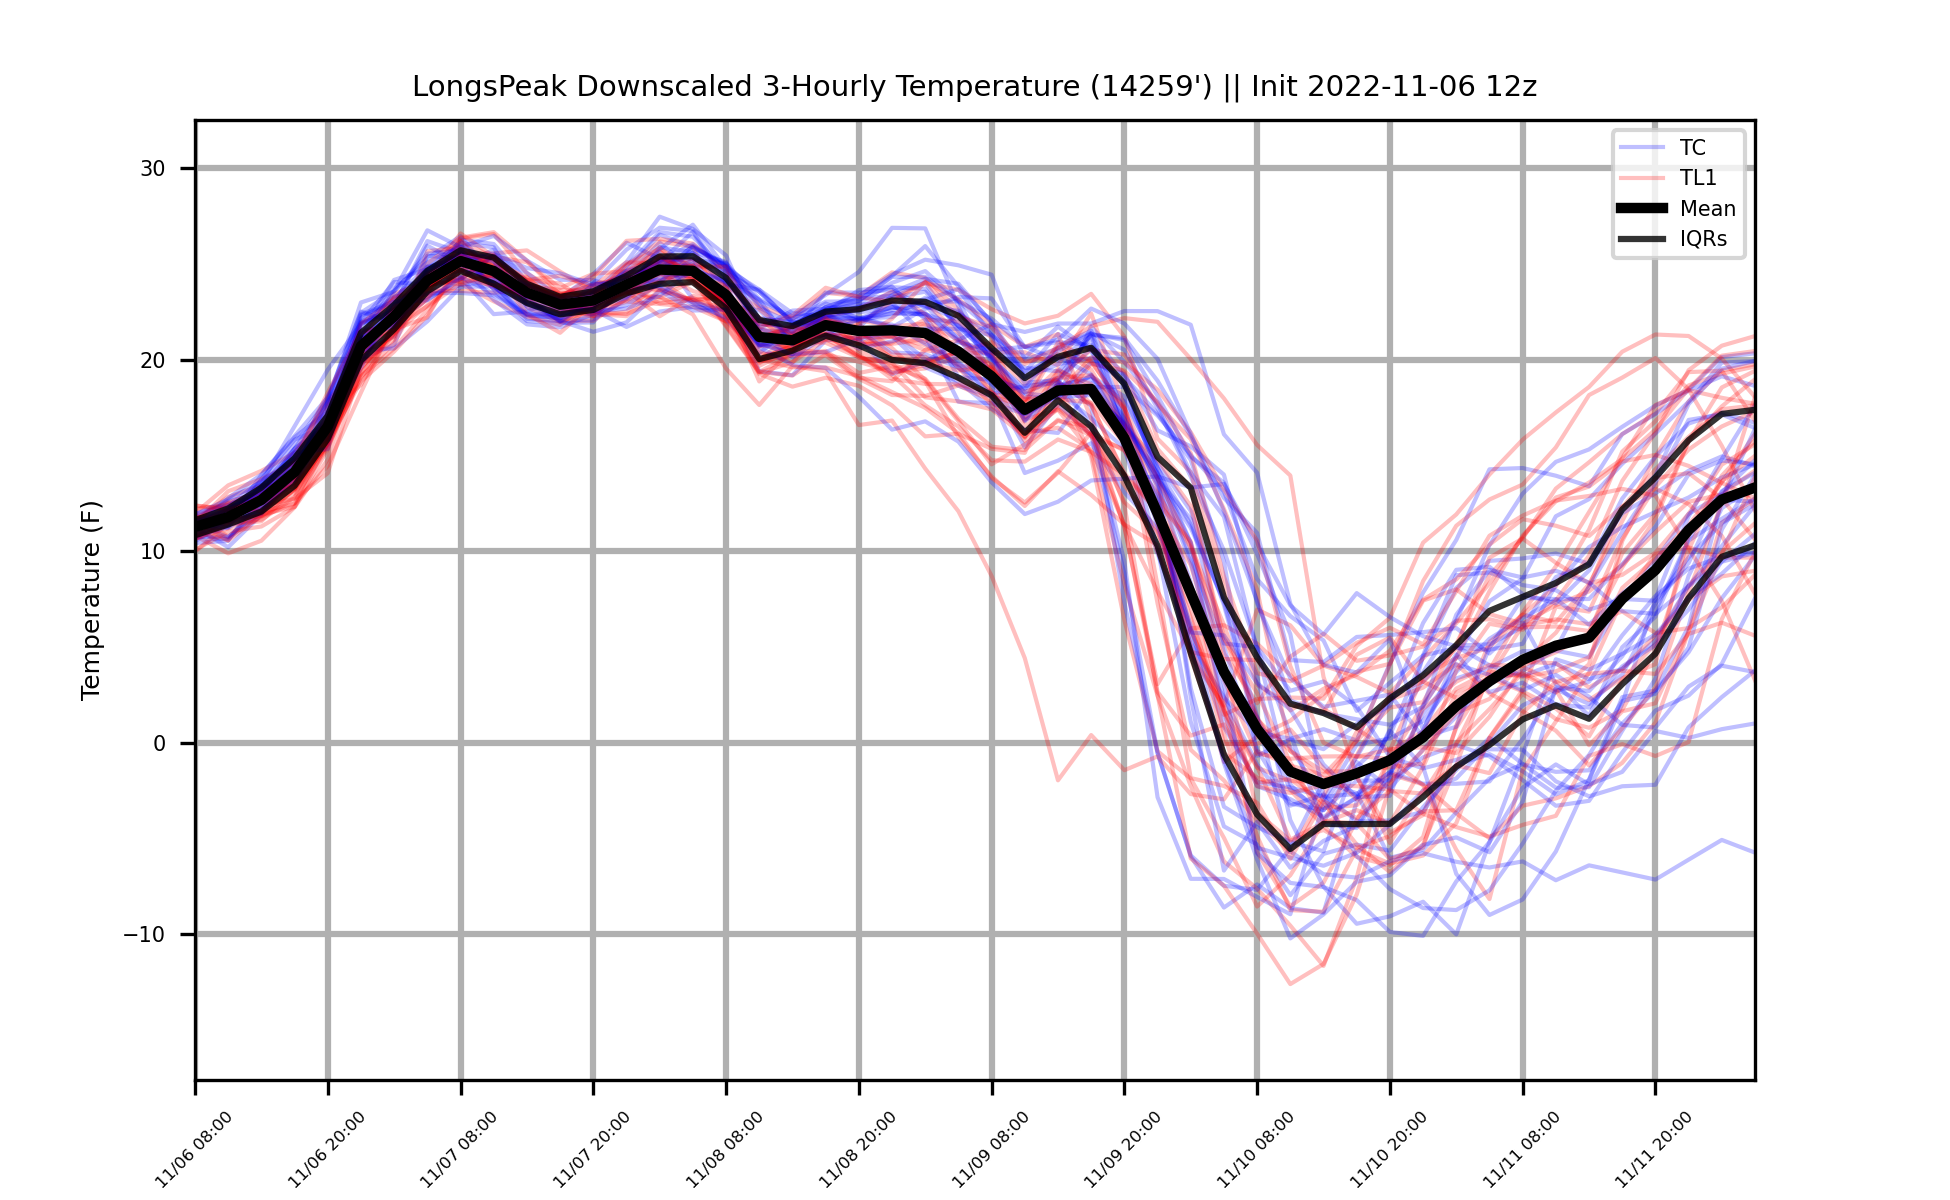 LongsPeak Downscaled 3-Hourly Temperature (14259') || Init 2022-11-06 12z
TC
TL1
Mean
IQRs
Temperature (F)
30
20
10
0
−10
11/06 08:00
11/06 20:00
11/07 08:00
11/07 20:00
11/08 08:00
11/08 20:00
11/09 08:00
11/09 20:00
11/10 08:00
11/10 20:00
11/11 08:00
11/11 20:00